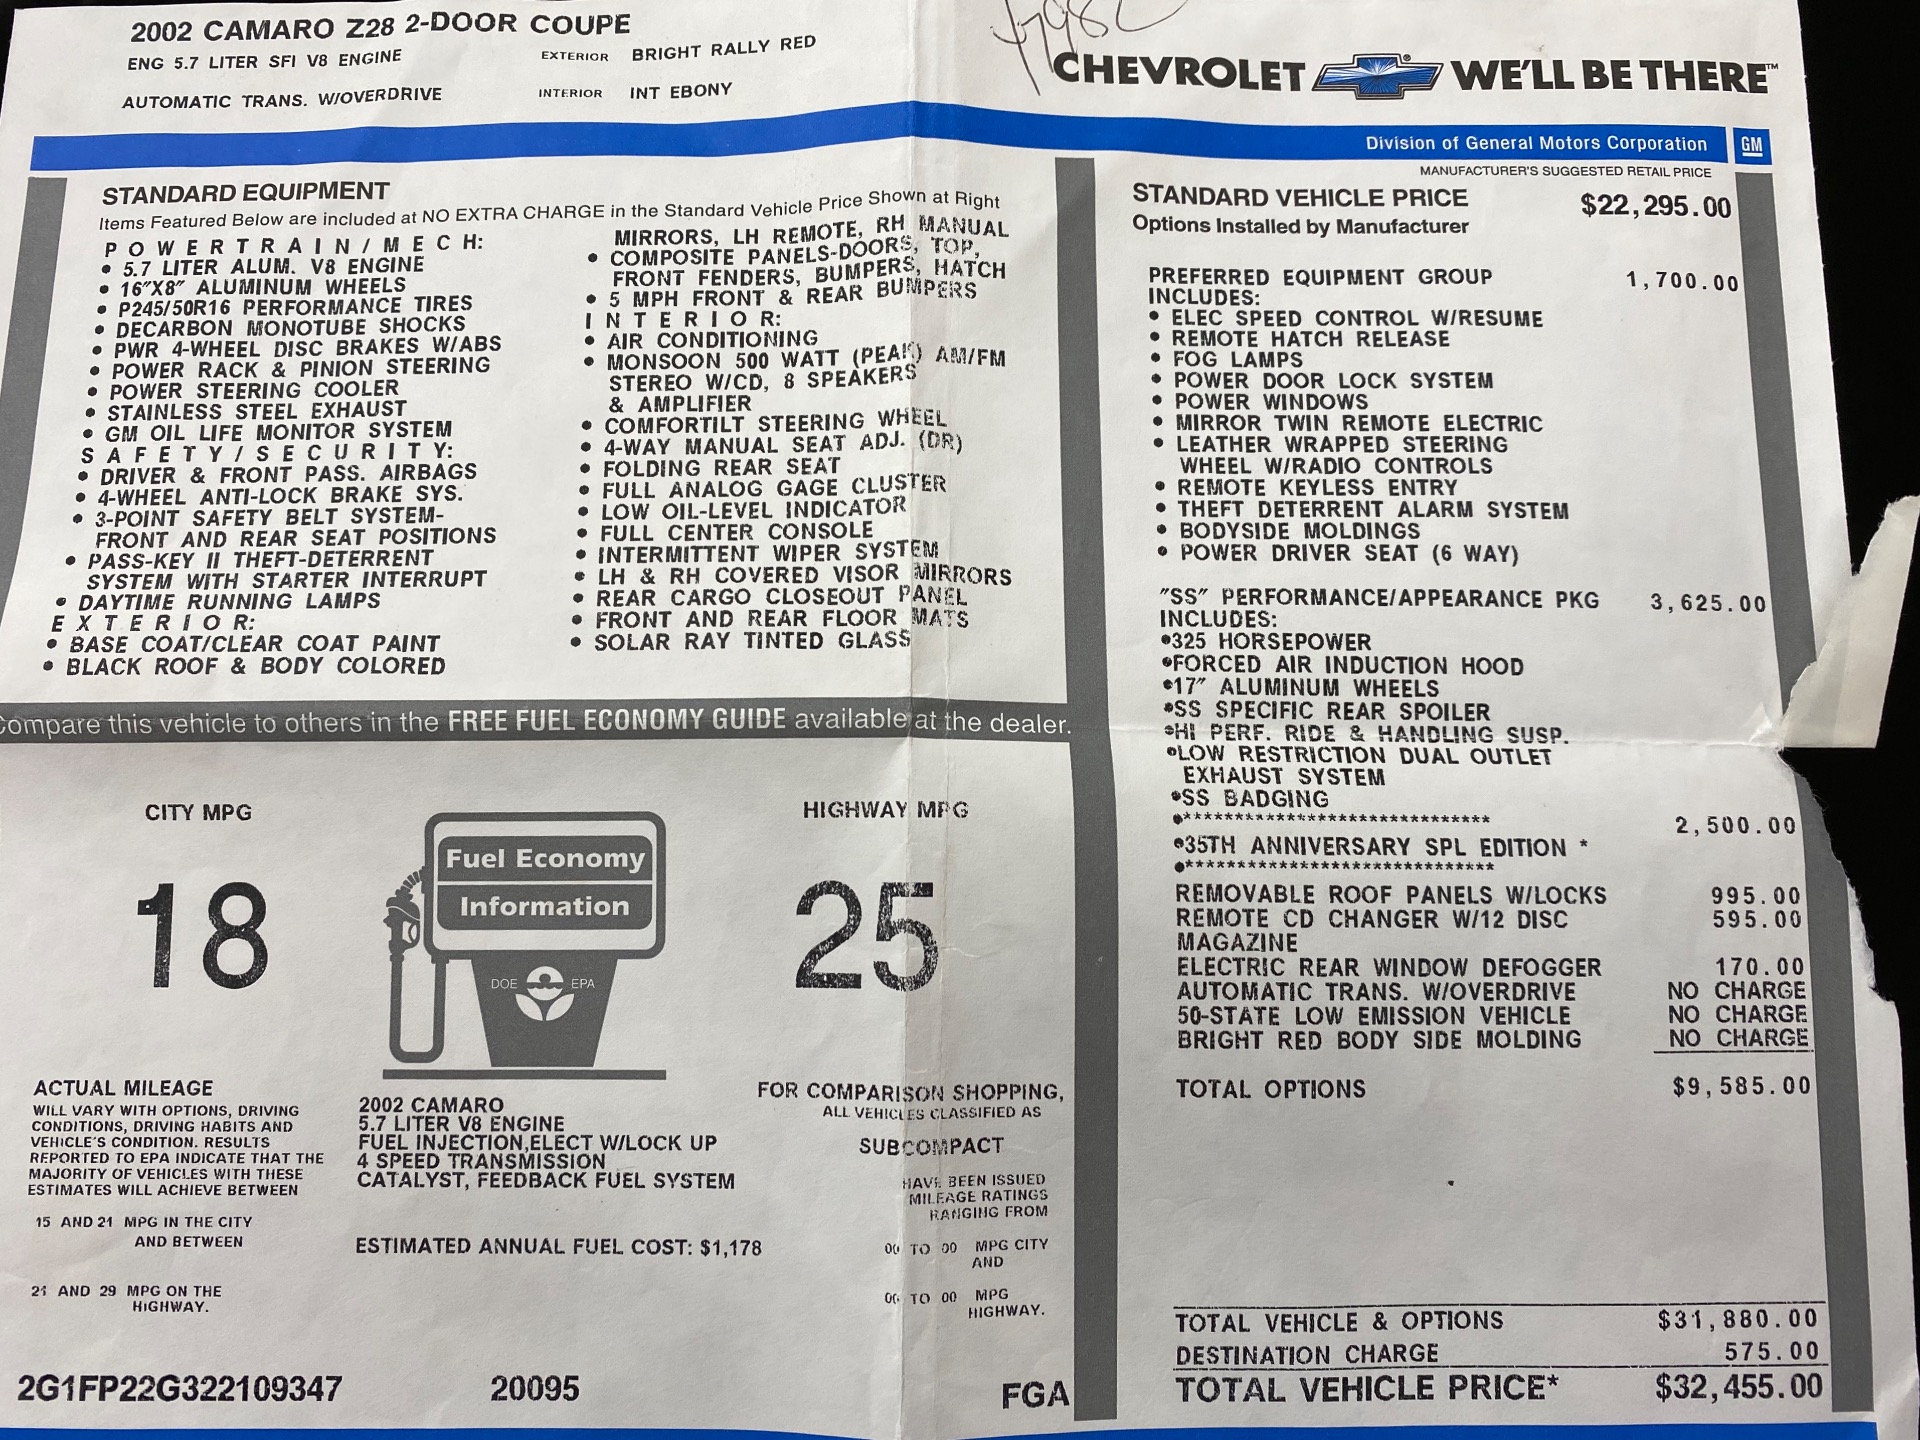 2002 CAMARO Z28 2-DOOR COUPE
ENG 5.7 LITER SFI V8 ENGINE
EXTERIOR BRIGHT RALLY RED
AUTOMATIC TRANS. W/OVERDRIVE
INTERIOR INT EBONY
CHEVROLET WE'LL BE THERE™
Division of General Motors Corporation GM
STANDARD EQUIPMENT
Items Featured Below are included at NO EXTRA CHARGE in the Standard Vehicle Price Shown at Right
POWERTRAIN/MECH:
• 5.7 LITER ALUM. V8 ENGINE
• 16"X8" ALUMINUM WHEELS
• P245/50R16 PERFORMANCE TIRES
• DECARBON MONOTUBE SHOCKS
• PWR 4-WHEEL DISC BRAKES W/ABS
• POWER RACK & PINION STEERING
• POWER STEERING COOLER
• STAINLESS STEEL EXHAUST
• GM OIL LIFE MONITOR SYSTEM
SAFETY/SECURITY:
• DRIVER & FRONT PASS. AIRBAGS
• 4-WHEEL ANTI-LOCK BRAKE SYS.
• 3-POINT SAFETY BELT SYSTEM-
FRONT AND REAR SEAT POSITIONS
• PASS-KEY II THEFT-DETERRENT
SYSTEM WITH STARTER INTERRUPT
• DAYTIME RUNNING LAMPS
EXTERIOR:
• BASE COAT/CLEAR COAT PAINT
• BLACK ROOF & BODY COLORED
MIRRORS, LH REMOTE, RH MANUAL
• COMPOSITE PANELS-DOORS, TOP,
FRONT FENDERS, BUMPERS, HATCH
• 5 MPH FRONT & REAR BUMPERS
INTERIOR:
• AIR CONDITIONING
• MONSOON 500 WATT (PEAK) AM/FM
STEREO W/CD, 8 SPEAKERS
& AMPLIFIER
• COMFORTILT STEERING WHEEL
• 4-WAY MANUAL SEAT ADJ. (DR)
• FOLDING REAR SEAT
• FULL ANALOG GAGE CLUSTER
• LOW OIL-LEVEL INDICATOR
• FULL CENTER CONSOLE
• INTERMITTENT WIPER SYSTEM
• LH & RH COVERED VISOR MIRRORS
• REAR CARGO CLOSEOUT PANEL
• FRONT AND REAR FLOOR MATS
• SOLAR RAY TINTED GLASS
Compare this vehicle to others in the FREE FUEL ECONOMY GUIDE available at the dealer.
CITY MPG
18
Fuel Economy
Information
DOE EPA
HIGHWAY MPG
25
ACTUAL MILEAGE
WILL VARY WITH OPTIONS, DRIVING
CONDITIONS, DRIVING HABITS AND
VEHICLE'S CONDITION. RESULTS
REPORTED TO EPA INDICATE THAT THE
MAJORITY OF VEHICLES WITH THESE
ESTIMATES WILL ACHIEVE BETWEEN
15 AND 21 MPG IN THE CITY
AND BETWEEN
21 AND 29 MPG ON THE
HIGHWAY.
2002 CAMARO
5.7 LITER V8 ENGINE
FUEL INJECTION,ELECT W/LOCK UP
4 SPEED TRANSMISSION
CATALYST, FEEDBACK FUEL SYSTEM
ESTIMATED ANNUAL FUEL COST: $1,178
FOR COMPARISON SHOPPING,
ALL VEHICLES CLASSIFIED AS
SUBCOMPACT
HAVE BEEN ISSUED
MILEAGE RATINGS
RANGING FROM
00 TO 00 MPG CITY
AND
00 TO 00 MPG
HIGHWAY.
2G1FP22G322109347 20095 FGA
MANUFACTURER'S SUGGESTED RETAIL PRICE
STANDARD VEHICLE PRICE $22,295.00
Options Installed by Manufacturer
PREFERRED EQUIPMENT GROUP 1,700.00
INCLUDES:
• ELEC SPEED CONTROL W/RESUME
• REMOTE HATCH RELEASE
• FOG LAMPS
• POWER DOOR LOCK SYSTEM
• POWER WINDOWS
• MIRROR TWIN REMOTE ELECTRIC
• LEATHER WRAPPED STEERING
WHEEL W/RADIO CONTROLS
• REMOTE KEYLESS ENTRY
• THEFT DETERRENT ALARM SYSTEM
• BODYSIDE MOLDINGS
• POWER DRIVER SEAT (6 WAY)
"SS" PERFORMANCE/APPEARANCE PKG 3,625.00
INCLUDES:
•325 HORSEPOWER
•FORCED AIR INDUCTION HOOD
•17" ALUMINUM WHEELS
•SS SPECIFIC REAR SPOILER
•HI PERF. RIDE & HANDLING SUSP.
•LOW RESTRICTION DUAL OUTLET
EXHAUST SYSTEM
•SS BADGING
•***************************** 2,500.00
•35TH ANNIVERSARY SPL EDITION *
•*****************************
REMOVABLE ROOF PANELS W/LOCKS 995.00
REMOTE CD CHANGER W/12 DISC 595.00
MAGAZINE
ELECTRIC REAR WINDOW DEFOGGER 170.00
AUTOMATIC TRANS. W/OVERDRIVE NO CHARGE
50-STATE LOW EMISSION VEHICLE NO CHARGE
BRIGHT RED BODY SIDE MOLDING NO CHARGE
TOTAL OPTIONS $9,585.00
TOTAL VEHICLE & OPTIONS $31,880.00
DESTINATION CHARGE 575.00
TOTAL VEHICLE PRICE* $32,455.00